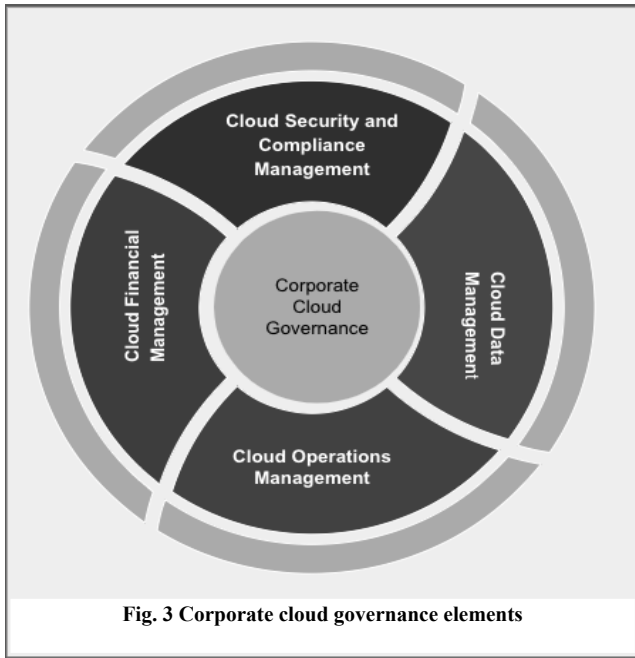 Cloud Security and
Compliance
Management
Cloud Financial
Management
Corporate
Cloud
Governance
Cloud Data
Management
Cloud Operations
Management
Fig. 3 Corporate cloud governance elements